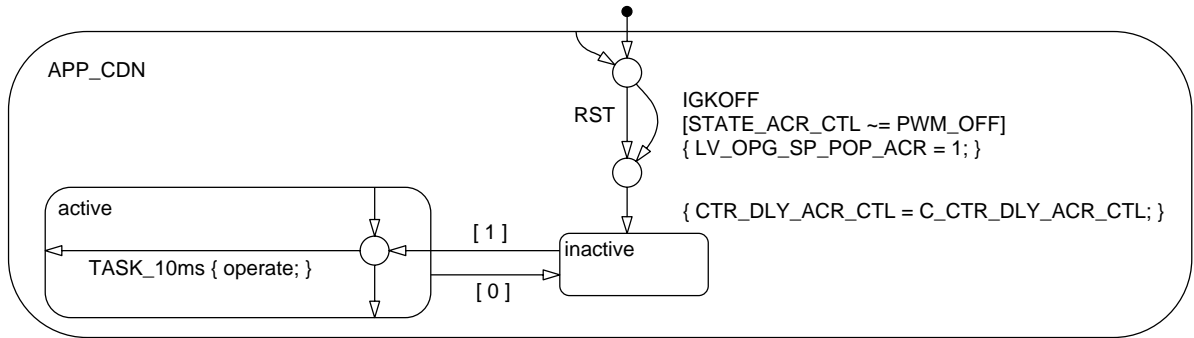 APP_CDN
RST
IGKOFF
[STATE_ACR_CTL ~= PWM_OFF]
{ LV_OPG_SP_POP_ACR = 1; }
{ CTR_DLY_ACR_CTL = C_CTR_DLY_ACR_CTL; }
active
[ 1 ]
inactive
TASK_10ms { operate; }
[ 0 ]